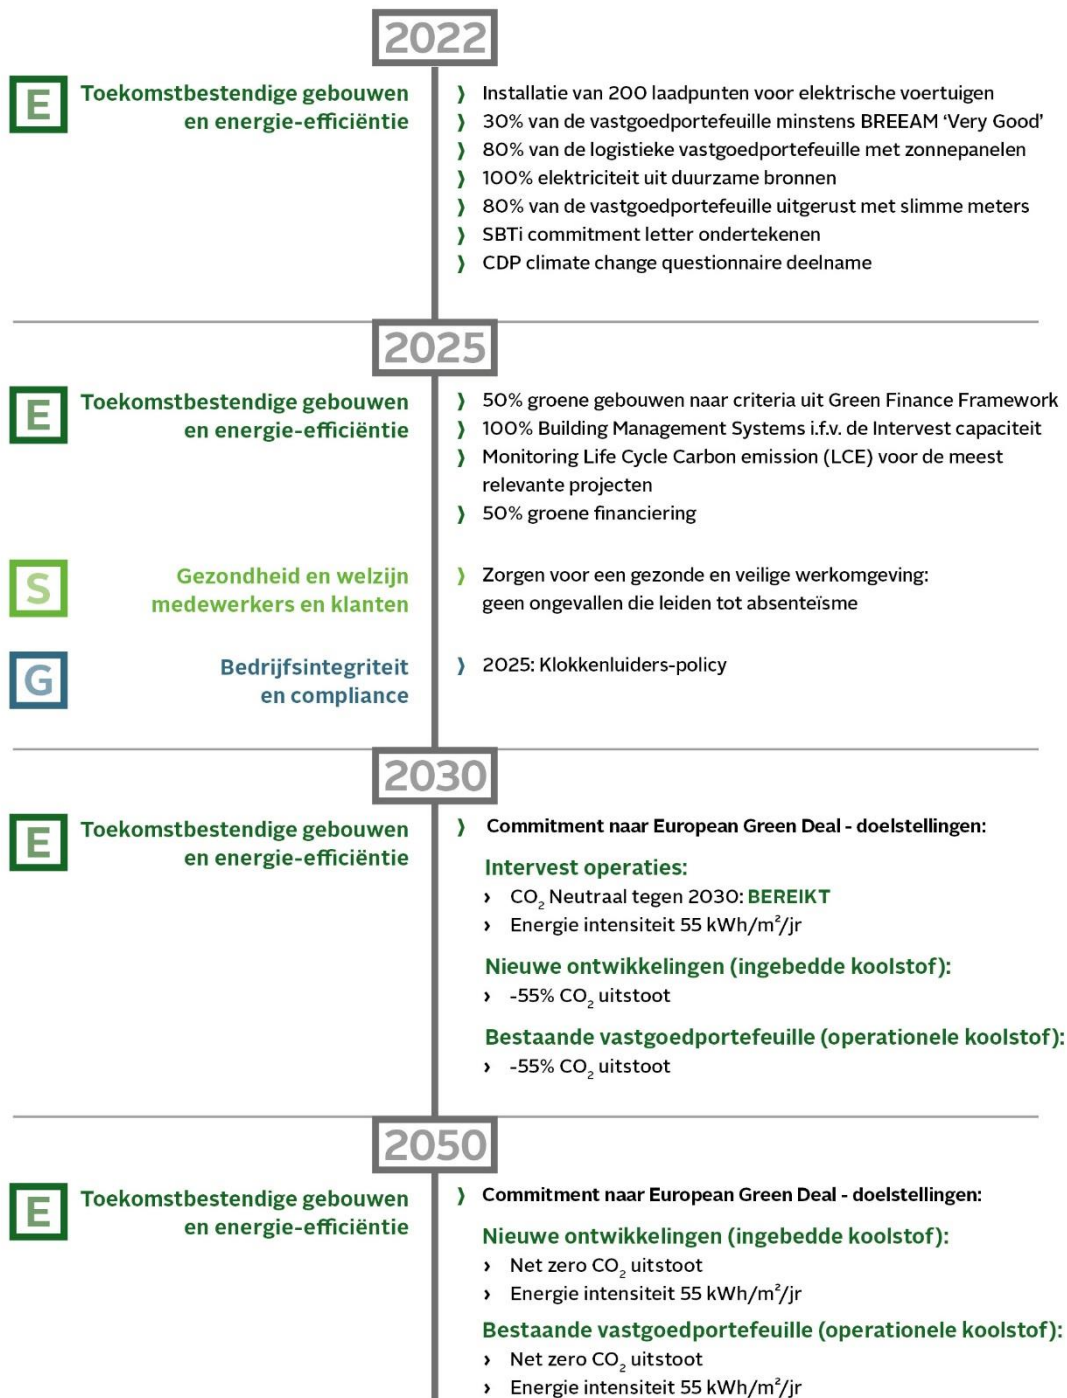 2022
E
Toekomstbestendige gebouwen
en energie-efficiëntie
❭ Installatie van 200 laadpunten voor elektrische voertuigen
❭ 30% van de vastgoedportefeuille minstens BREEAM ‘Very Good’
❭ 80% van de logistieke vastgoedportefeuille met zonnepanelen
❭ 100% elektriciteit uit duurzame bronnen
❭ 80% van de vastgoedportefeuille uitgerust met slimme meters
❭ SBTi commitment letter ondertekenen
❭ CDP climate change questionnaire deelname
2025
E
Toekomstbestendige gebouwen
en energie-efficiëntie
❭ 50% groene gebouwen naar criteria uit Green Finance Framework
❭ 100% Building Management Systems i.f.v. de Intervest capaciteit
❭ Monitoring Life Cycle Carbon emission (LCE) voor de meest
relevante projecten
❭ 50% groene financiering
S
Gezondheid en welzijn
medewerkers en klanten
❭ Zorgen voor een gezonde en veilige werkomgeving:
geen ongevallen die leiden tot absenteïsme
G
Bedrijfsintegriteit
en compliance
❭ 2025: Klokkenluiders-policy
2030
E
Toekomstbestendige gebouwen
en energie-efficiëntie
❭ Commitment naar European Green Deal - doelstellingen:
Intervest operaties:
› CO₂ Neutraal tegen 2030: BEREIKT
› Energie intensiteit 55 kWh/m²/jr
Nieuwe ontwikkelingen (ingebedde koolstof):
› -55% CO₂ uitstoot
Bestaande vastgoedportefeuille (operationele koolstof):
› -55% CO₂ uitstoot
2050
E
Toekomstbestendige gebouwen
en energie-efficiëntie
❭ Commitment naar European Green Deal - doelstellingen:
Nieuwe ontwikkelingen (ingebedde koolstof):
› Net zero CO₂ uitstoot
› Energie intensiteit 55 kWh/m²/jr
Bestaande vastgoedportefeuille (operationele koolstof):
› Net zero CO₂ uitstoot
› Energie intensiteit 55 kWh/m²/jr